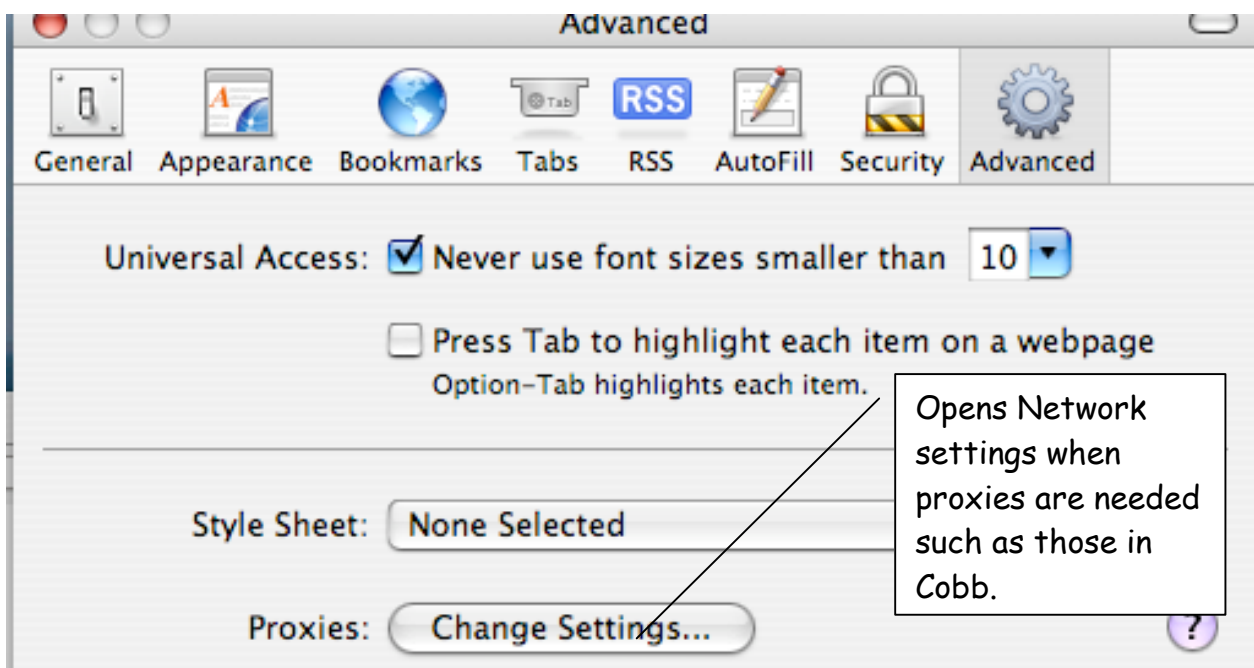 Advanced
Tab
RSS
General Appearance Bookmarks Tabs RSS AutoFill Security Advanced
Universal Access: Never use font sizes smaller than 10
Press Tab to highlight each item on a webpage
Option-Tab highlights each item.
Opens Network
settings when
proxies are needed
such as those in
Cobb.
Style Sheet: None Selected
Proxies: Change Settings...
?